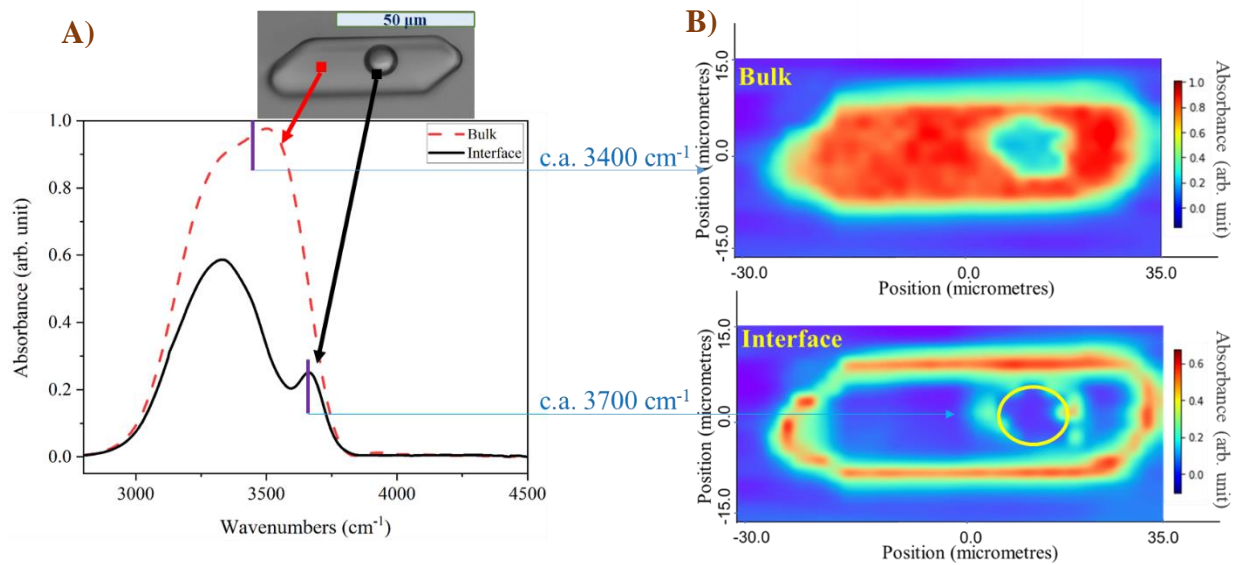 A)
50 µm
1.0
0.8
0.6
0.4
0.2
0.0
Absorbance (arb. unit)
Bulk
Interface
3000 3500 4000 4500
Wavenumbers (cm-1)
c.a. 3400 cm-1
c.a. 3700 cm-1
B)
Bulk
15.0
0.0
-15.0
Position (micrometres)
-30.0 0.0 35.0
Position (micrometres)
1.0
0.8
0.6
0.4
0.2
0.0
Absorbance (arb. unit)
Interface
15.0
0.0
-15.0
Position (micrometres)
-30.0 0.0 35.0
Position (micrometres)
0.6
0.4
0.2
0.0
Absorbance (arb. unit)